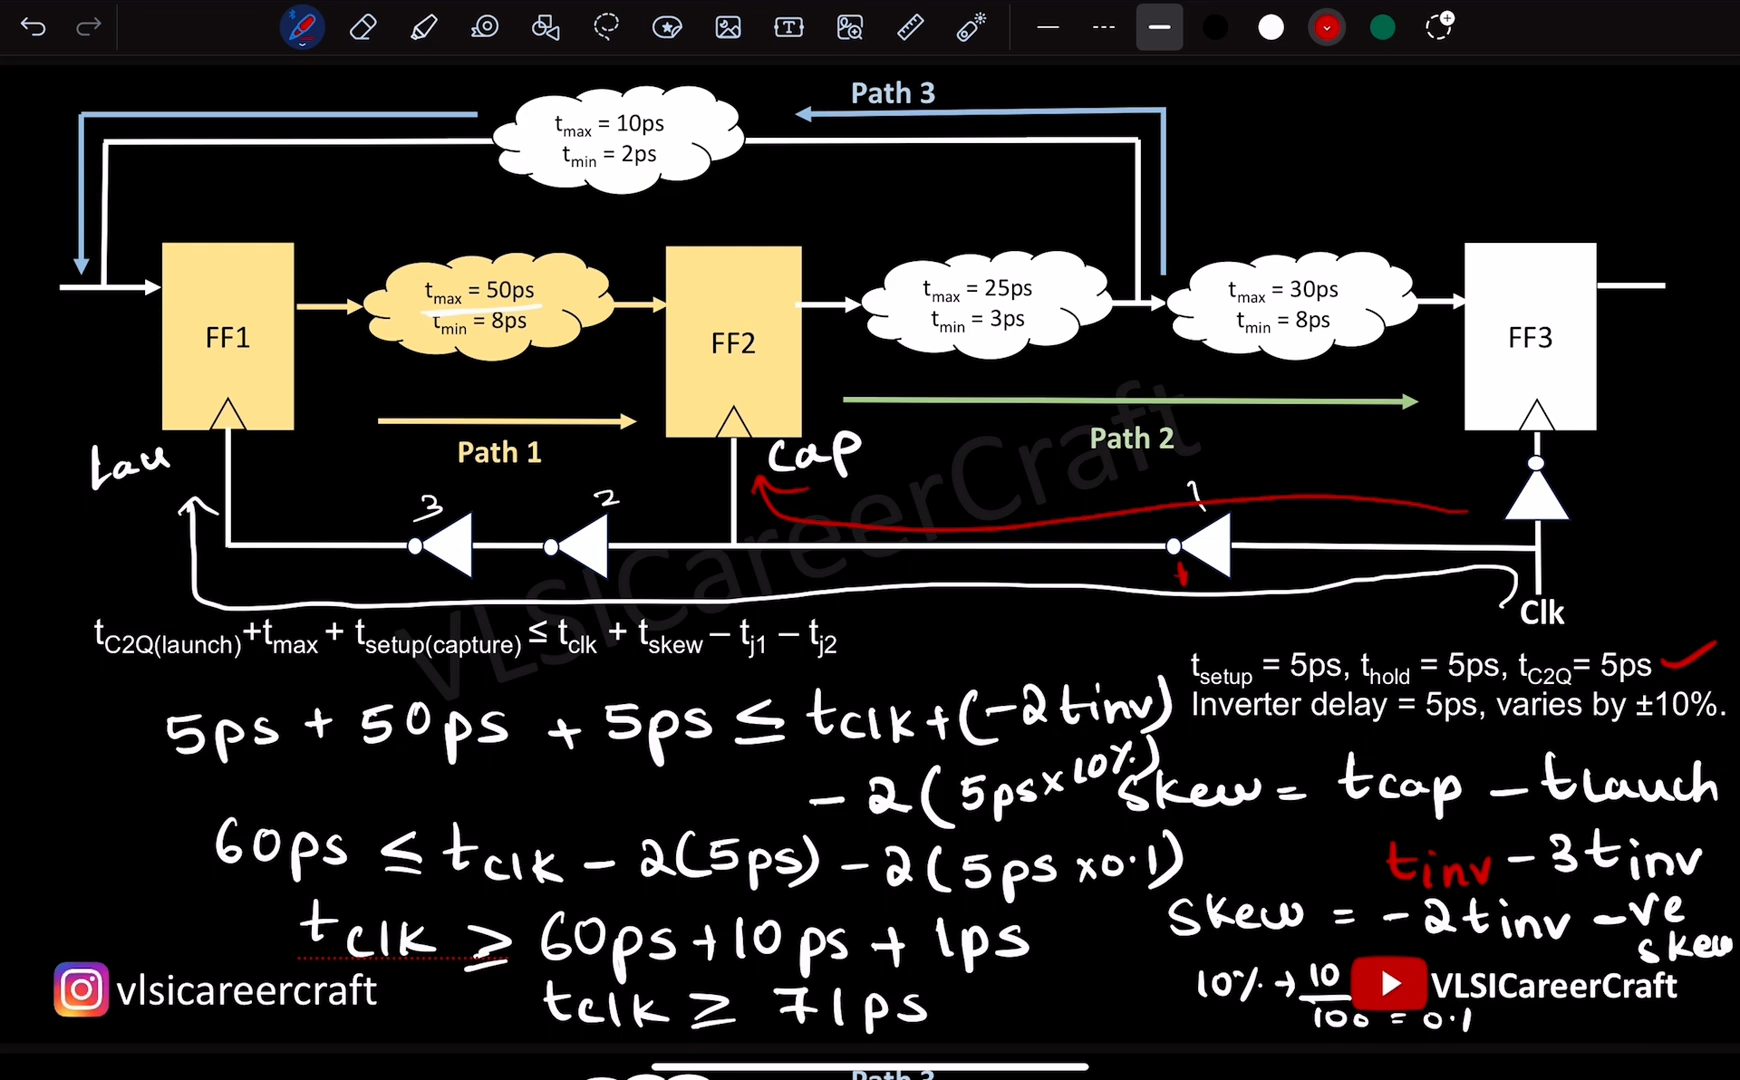 Path 3
tmax = 10ps
tmin = 2ps
FF1
tmax = 50ps
tmin = 8ps
FF2
tmax = 25ps
tmin = 3ps
tmax = 30ps
tmin = 8ps
FF3
Lau
Path 1
Cap
Path 2
3
2
1
VLSICareerCraft
Clk
tC2Q(launch)+tmax + tsetup(capture) ≤ tclk + tskew – tj1 – tj2
tsetup = 5ps, thold = 5ps, tC2Q= 5ps
Inverter delay = 5ps, varies by ±10%.
5ps + 50ps + 5ps ≤ tclk + (-2tinv)
- 2(5ps×10%)
skew = tcap - tlauch
60ps ≤ tclk - 2(5ps) - 2(5ps ×0.1)
tinv - 3tinv
tclk ≥ 60ps+10ps + 1ps
skew = -2tinv -ve
skew
tclk ≥ 71ps
10% → 10
100 = 0.1
vlsicareercraft
VLSICareerCraft